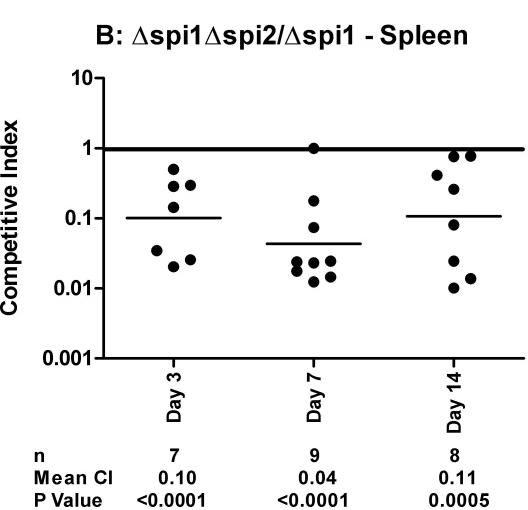 B: Δspi1Δspi2/Δspi1 - Spleen
Competitive Index
10
1
0.1
0.01
0.001
Day 3 Day 7 Day 14
n 7 9 8
Mean CI 0.10 0.04 0.11
P Value <0.0001 <0.0001 0.0005